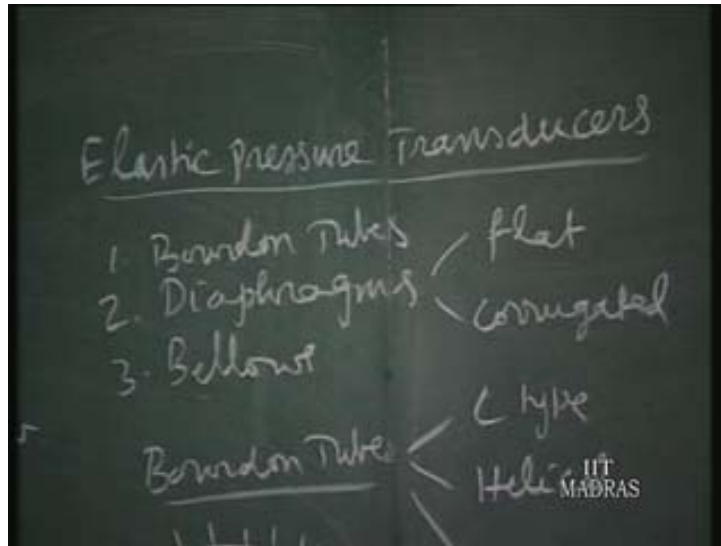 Elastic Pressure Transducers
1. Bourdon Tubes
2. Diaphragms flat
corrugated
3. Bellows
C type
Bourdon Tubes
IIT
MADRAS